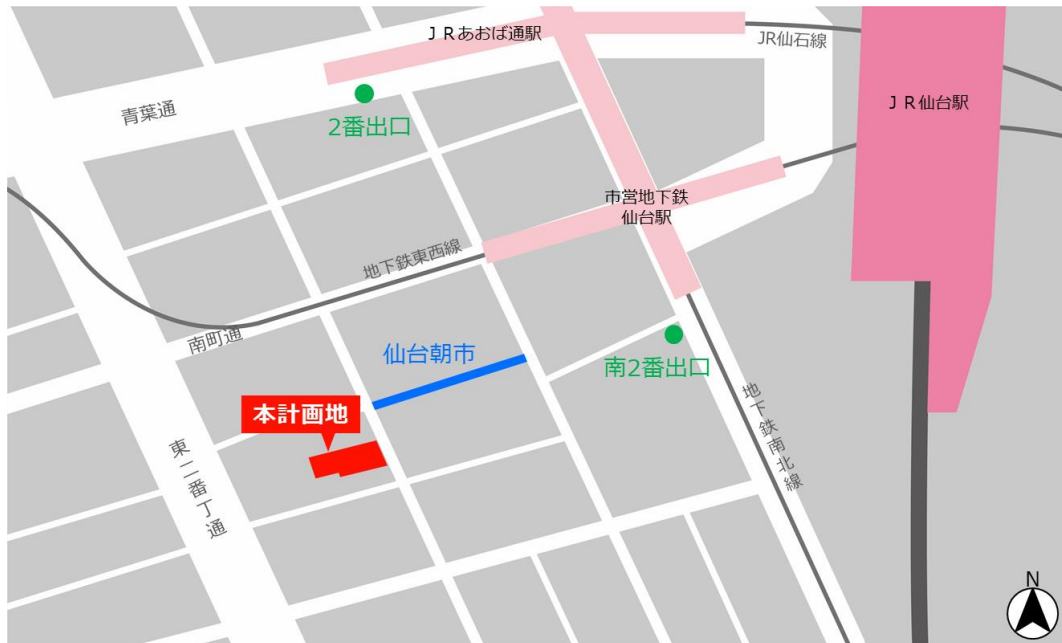 ＪＲあおば通駅
JR仙石線
ＪＲ仙台駅
青葉通
2番出口
市営地下鉄
仙台駅
地下鉄東西線
南町通
仙台朝市
南2番出口
本計画地
東二番丁通
地下鉄南北線
N